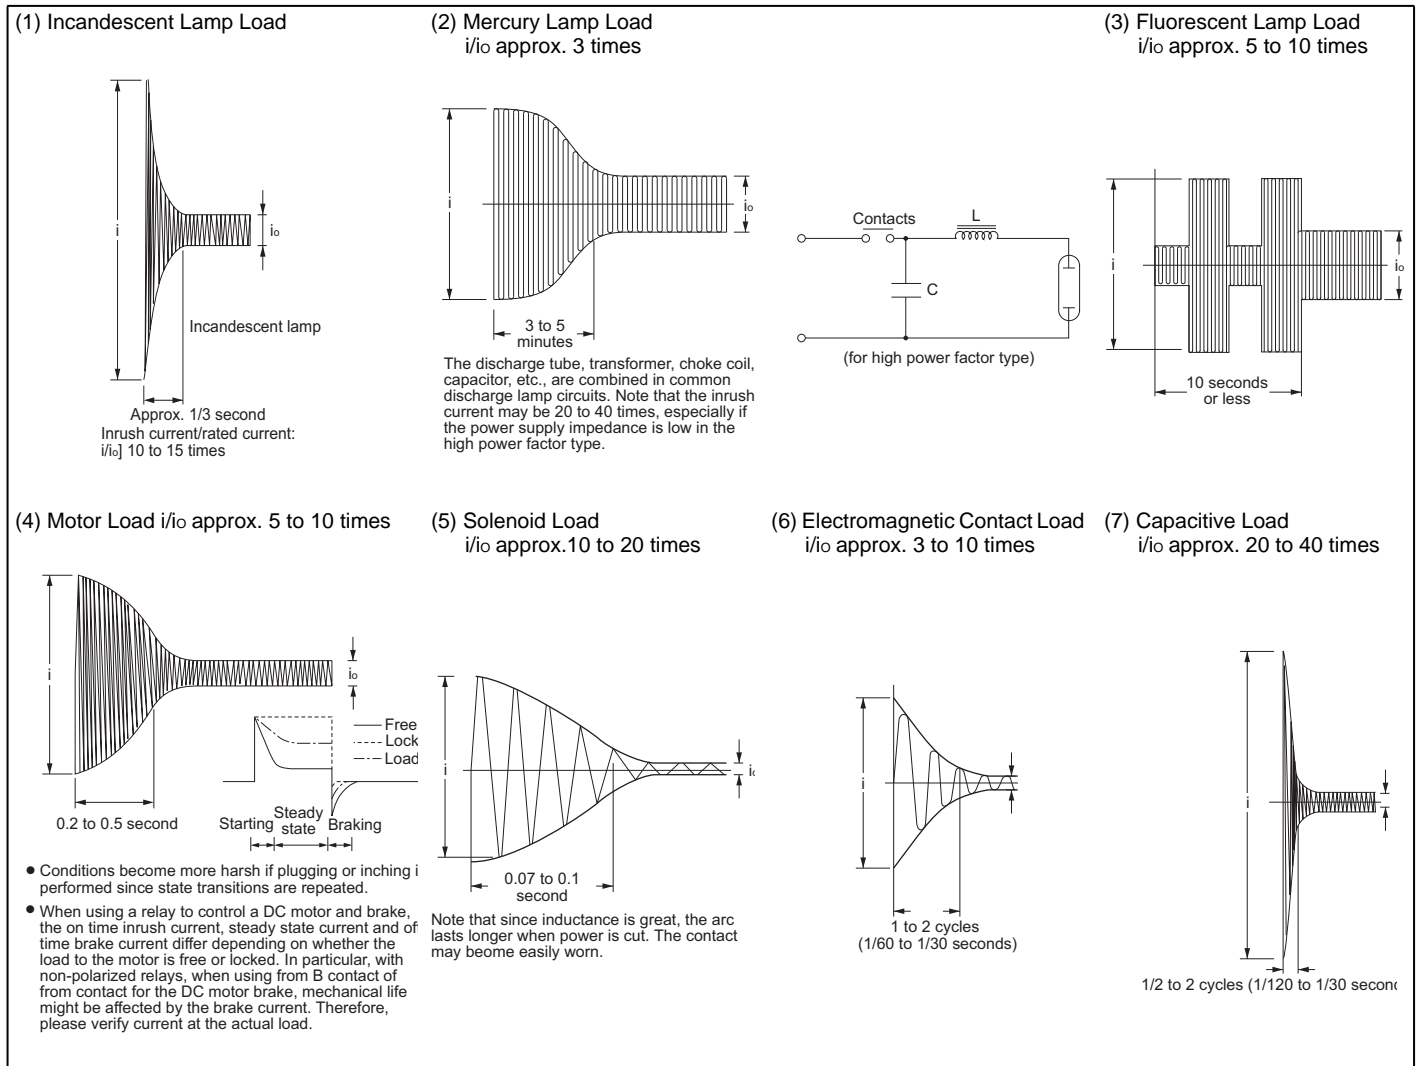 (1) Incandescent Lamp Load
i
io
Incandescent lamp
Approx. 1/3 second
Inrush current/rated current:
i/io] 10 to 15 times
(2) Mercury Lamp Load
i/io approx. 3 times
i
io
3 to 5
minutes
The discharge tube, transformer, choke coil,
capacitor, etc., are combined in common
discharge lamp circuits. Note that the inrush
current may be 20 to 40 times, especially if
the power supply impedance is low in the
high power factor type.
Contacts
L
C
(for high power factor type)
(3) Fluorescent Lamp Load
i/io approx. 5 to 10 times
i
io
10 seconds
or less
(4) Motor Load i/io approx. 5 to 10 times
i
io
Free
Lock
Load
0.2 to 0.5 second
Starting
Steady
state
Braking
● Conditions become more harsh if plugging or inching i
performed since state transitions are repeated.
● When using a relay to control a DC motor and brake,
the on time inrush current, steady state current and of
time brake current differ depending on whether the
load to the motor is free or locked. In particular, with
non-polarized relays, when using from B contact of
from contact for the DC motor brake, mechanical life
might be affected by the brake current. Therefore,
please verify current at the actual load.
(5) Solenoid Load
i/io approx.10 to 20 times
i
io
0.07 to 0.1
second
Note that since inductance is great, the arc
lasts longer when power is cut. The contact
may beome easily worn.
(6) Electromagnetic Contact Load
i/io approx. 3 to 10 times
i
1 to 2 cycles
(1/60 to 1/30 seconds)
(7) Capacitive Load
i/io approx. 20 to 40 times
i
1/2 to 2 cycles (1/120 to 1/30 second